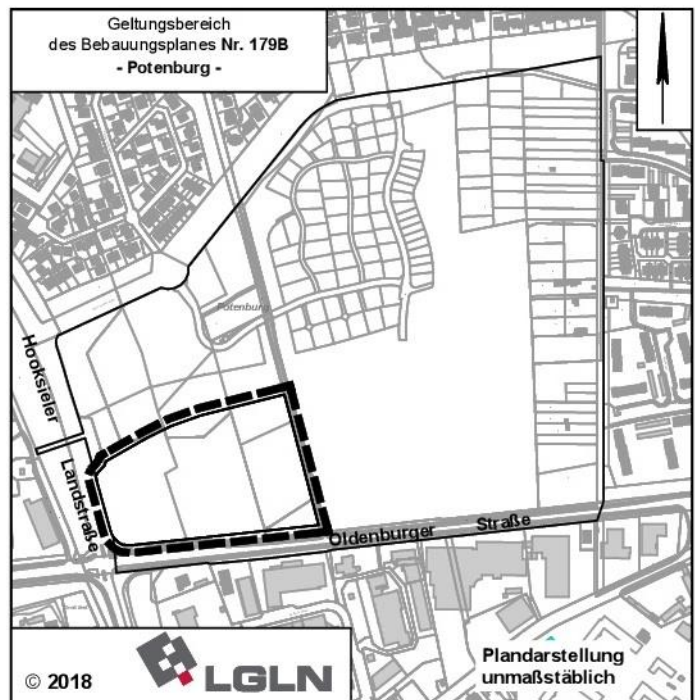 Geltungsbereich
des Bebauungsplanes Nr. 179B
- Potenburg -
Potenburg
Hooksieler
Landstraße
Oldenburger Straße
© 2018
LGLN
Plandarstellung
unmaßstäblich